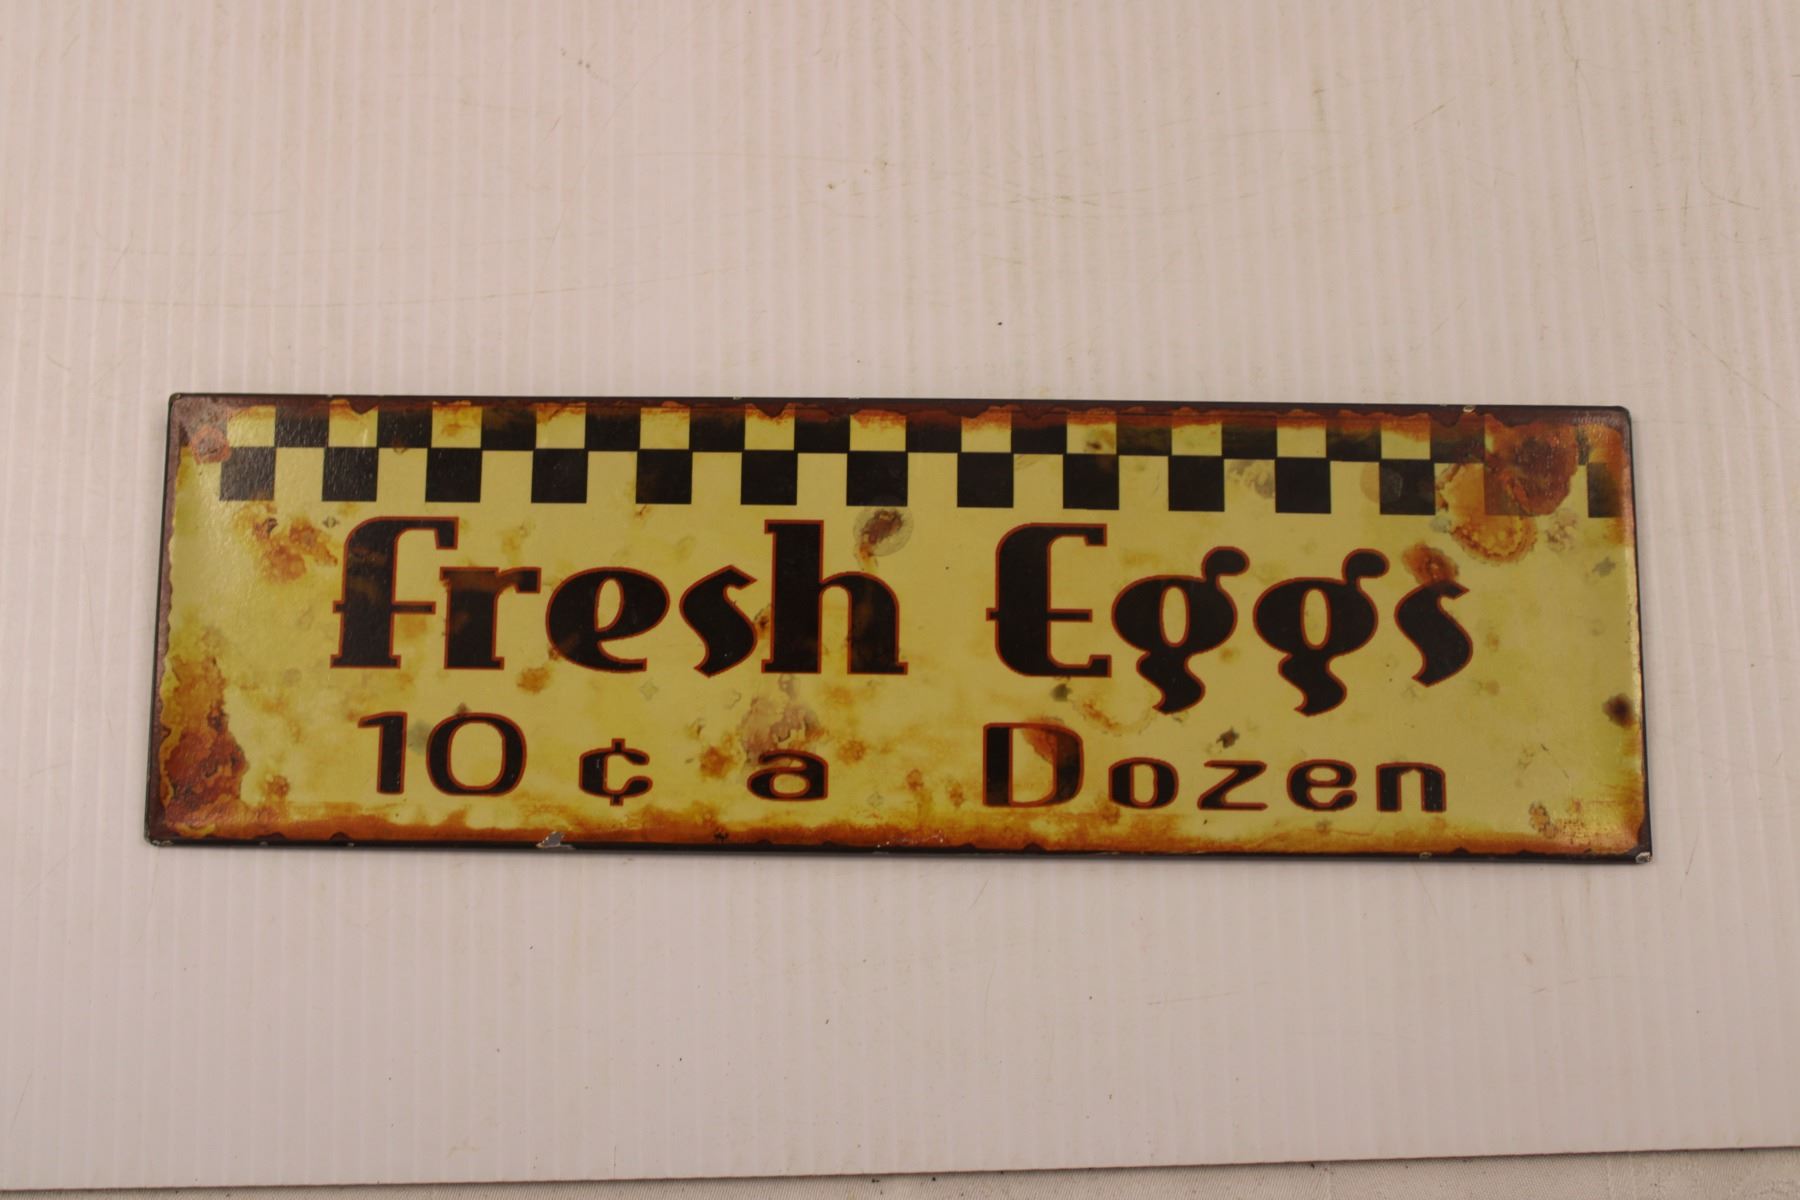 fresh Eggs
10 ¢ a Dozen